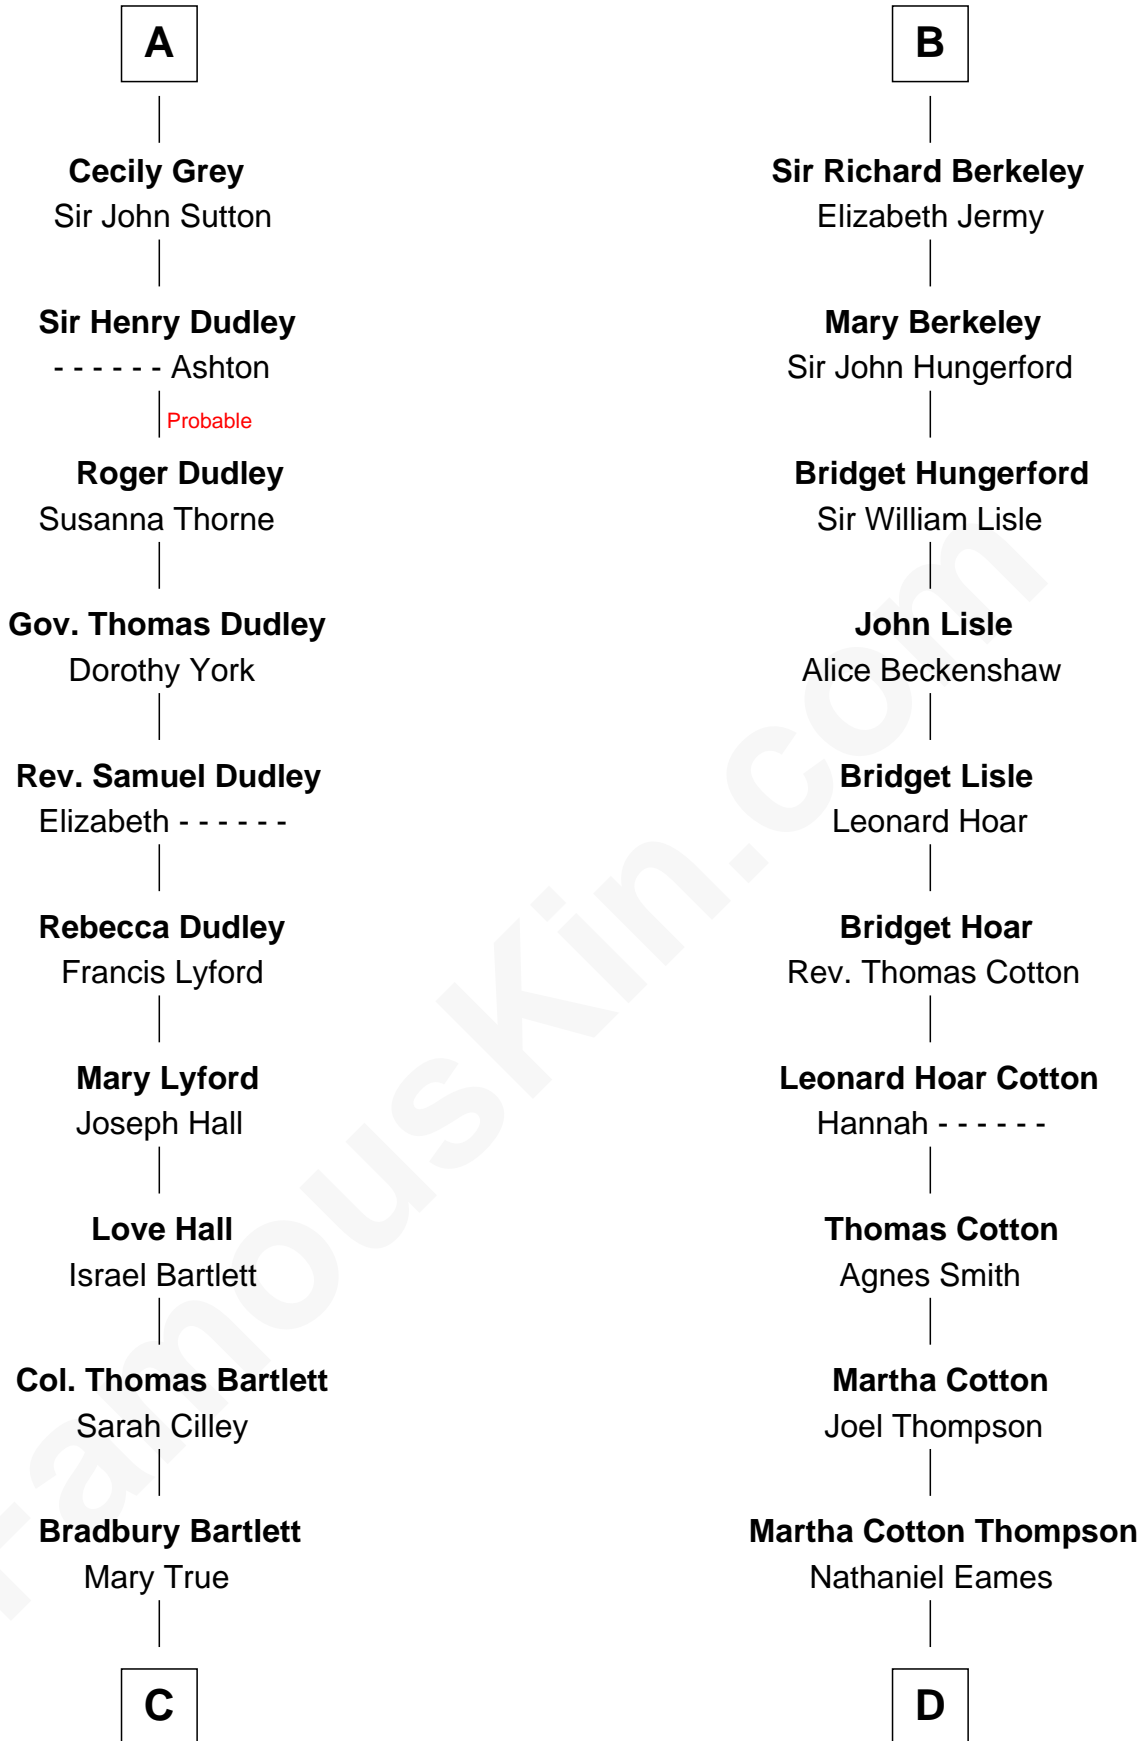 A
Cecily Grey
Sir John Sutton
Sir Henry Dudley
- - - - - - Ashton
Probable
Roger Dudley
Susanna Thorne
Gov. Thomas Dudley
Dorothy York
Rev. Samuel Dudley
Elizabeth - - - - - -
Rebecca Dudley
Francis Lyford
Mary Lyford
Joseph Hall
Love Hall
Israel Bartlett
Col. Thomas Bartlett
Sarah Cilley
Bradbury Bartlett
Mary True
C
B
Sir Richard Berkeley
Elizabeth Jermy
Mary Berkeley
Sir John Hungerford
Bridget Hungerford
Sir William Lisle
John Lisle
Alice Beckenshaw
Bridget Lisle
Leonard Hoar
Bridget Hoar
Rev. Thomas Cotton
Leonard Hoar Cotton
Hannah - - - - - -
Thomas Cotton
Agnes Smith
Martha Cotton
Joel Thompson
Martha Cotton Thompson
Nathaniel Eames
D
FamousKin.com